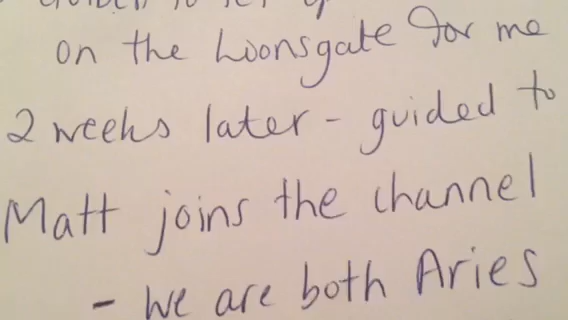 on the Lionsgate for me
2 weeks later - guided to
Matt joins the channel
- We are both Aries